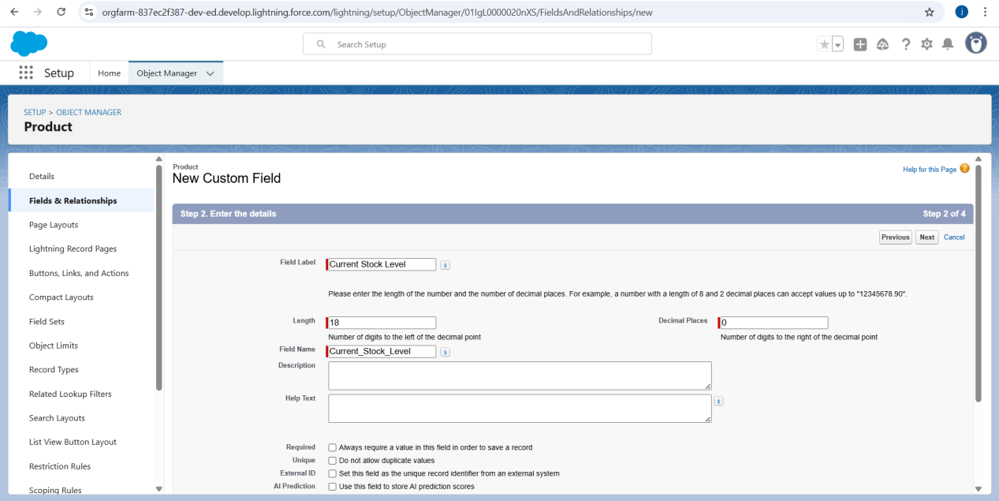 orgfarm-837ec2f387-dev-ed.develop.lightning.force.com/lightning/setup/ObjectManager/01IgL0000020nXS/FieldsAndRelationships/new
j
Search Setup
Setup
Home
Object Manager
SETUP > OBJECT MANAGER
Product
Details
Fields & Relationships
Page Layouts
Lightning Record Pages
Buttons, Links, and Actions
Compact Layouts
Field Sets
Object Limits
Record Types
Related Lookup Filters
Search Layouts
List View Button Layout
Restriction Rules
Scoping Rules
Product
New Custom Field
Help for this Page ?
Step 2. Enter the details
Step 2 of 4
Previous Next Cancel
Field Label Current Stock Level i
Please enter the length of the number and the number of decimal places. For example, a number with a length of 8 and 2 decimal places can accept values up to "12345678.90".
Length 18
Decimal Places 0
Number of digits to the left of the decimal point
Number of digits to the right of the decimal point
Field Name Current_Stock_Level i
Description
Help Text i
Required Always require a value in this field in order to save a record
Unique Do not allow duplicate values
External ID Set this field as the unique record identifier from an external system
AI Prediction Use this field to store AI prediction scores